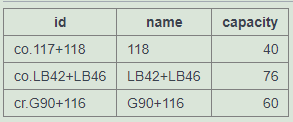 id name capacity
co.117+118 118 40
co.LB42+LB46 LB42+LB46 76
cr.G90+116 G90+116 60